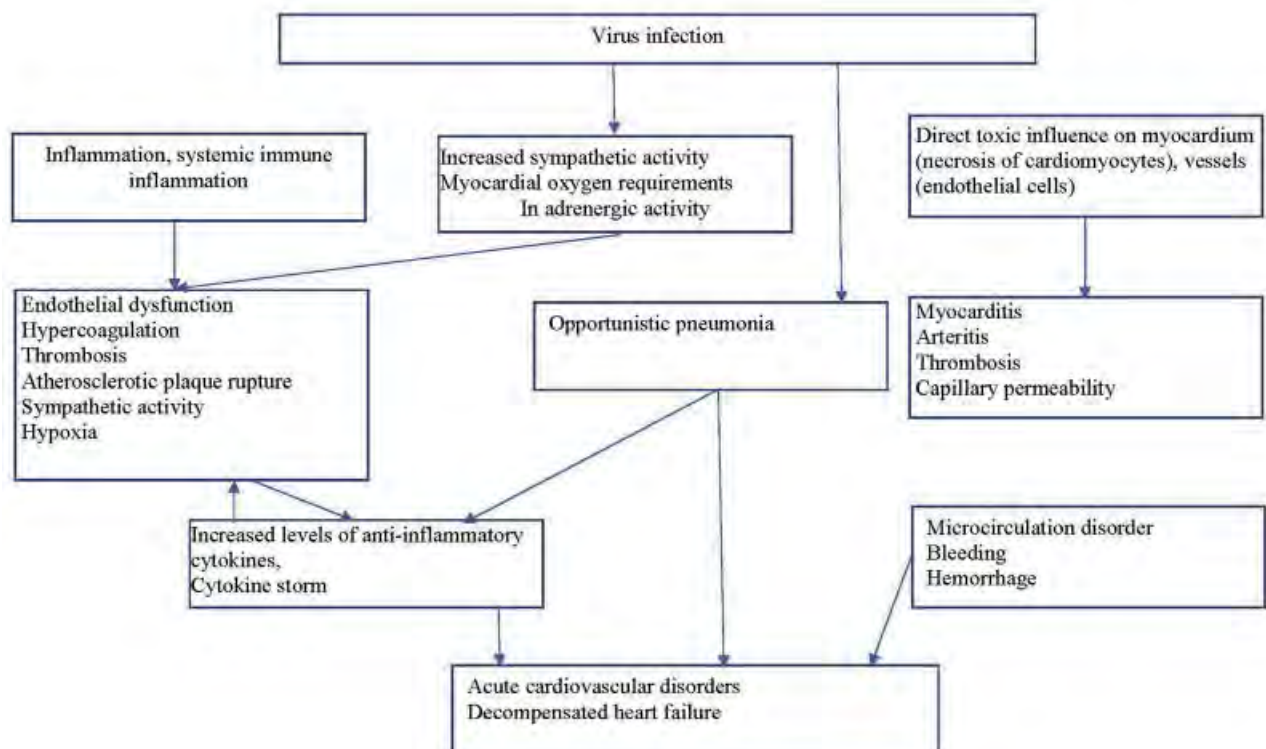 Virus infection
Inflammation, systemic immune
inflammation
Increased sympathetic activity
Myocardial oxygen requirements
In adrenergic activity
Direct toxic influence on myocardium
(necrosis of cardiomyocytes), vessels
(endothelial cells)
Endothelial dysfunction
Hypercoagulation
Thrombosis
Atherosclerotic plaque rupture
Sympathetic activity
Hypoxia
Opportunistic pneumonia
Myocarditis
Arteritis
Thrombosis
Capillary permeability
Increased levels of anti-inflammatory
cytokines,
Cytokine storm
Microcirculation disorder
Bleeding
Hemorrhage
Acute cardiovascular disorders
Decompensated heart failure